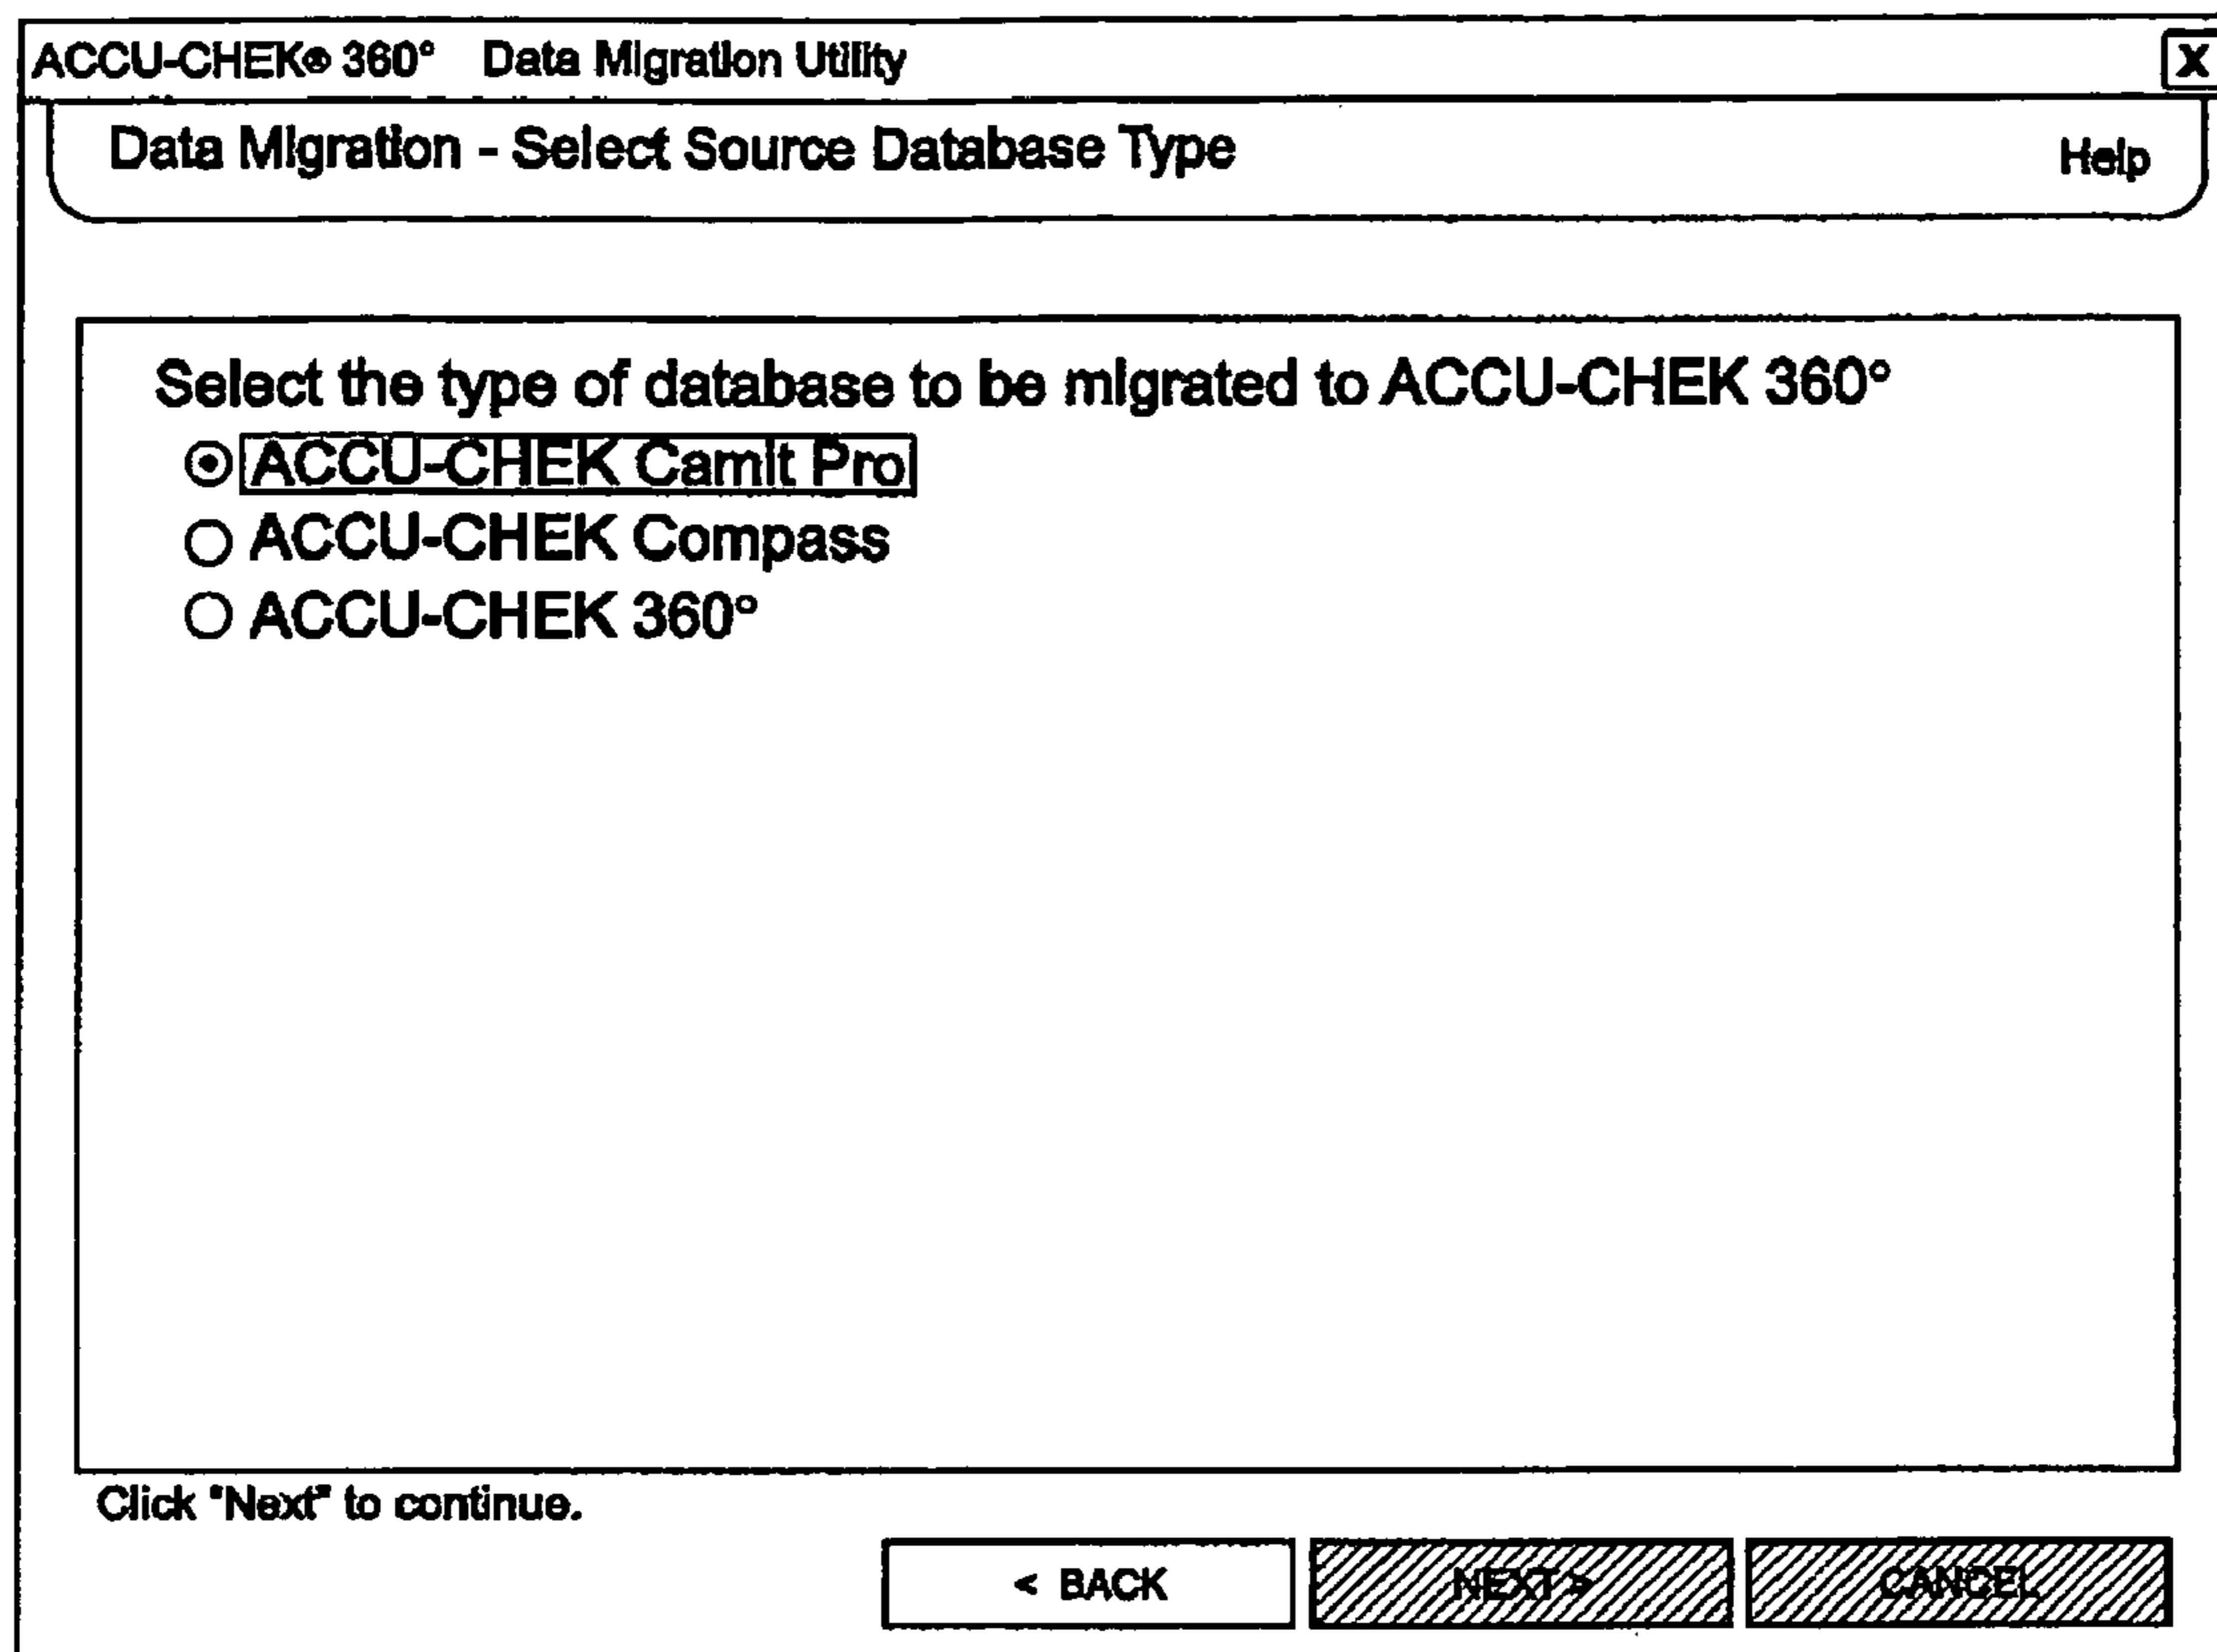 ACCU-CHEK® 360° Data Migration Utility
X
Data Migration - Select Source Database Type
Help
Select the type of database to be migrated to ACCU-CHEK 360°
ACCU-CHEK Camit Pro
ACCU-CHEK Compass
ACCU-CHEK 360°
Click "Next" to continue.
< BACK
NEXT >
CANCEL